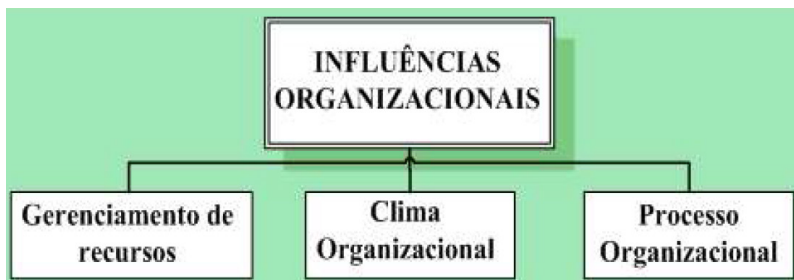 INFLUÊNCIAS
ORGANIZACIONAIS
Gerenciamento de
recursos
Clima
Organizacional
Processo
Organizacional